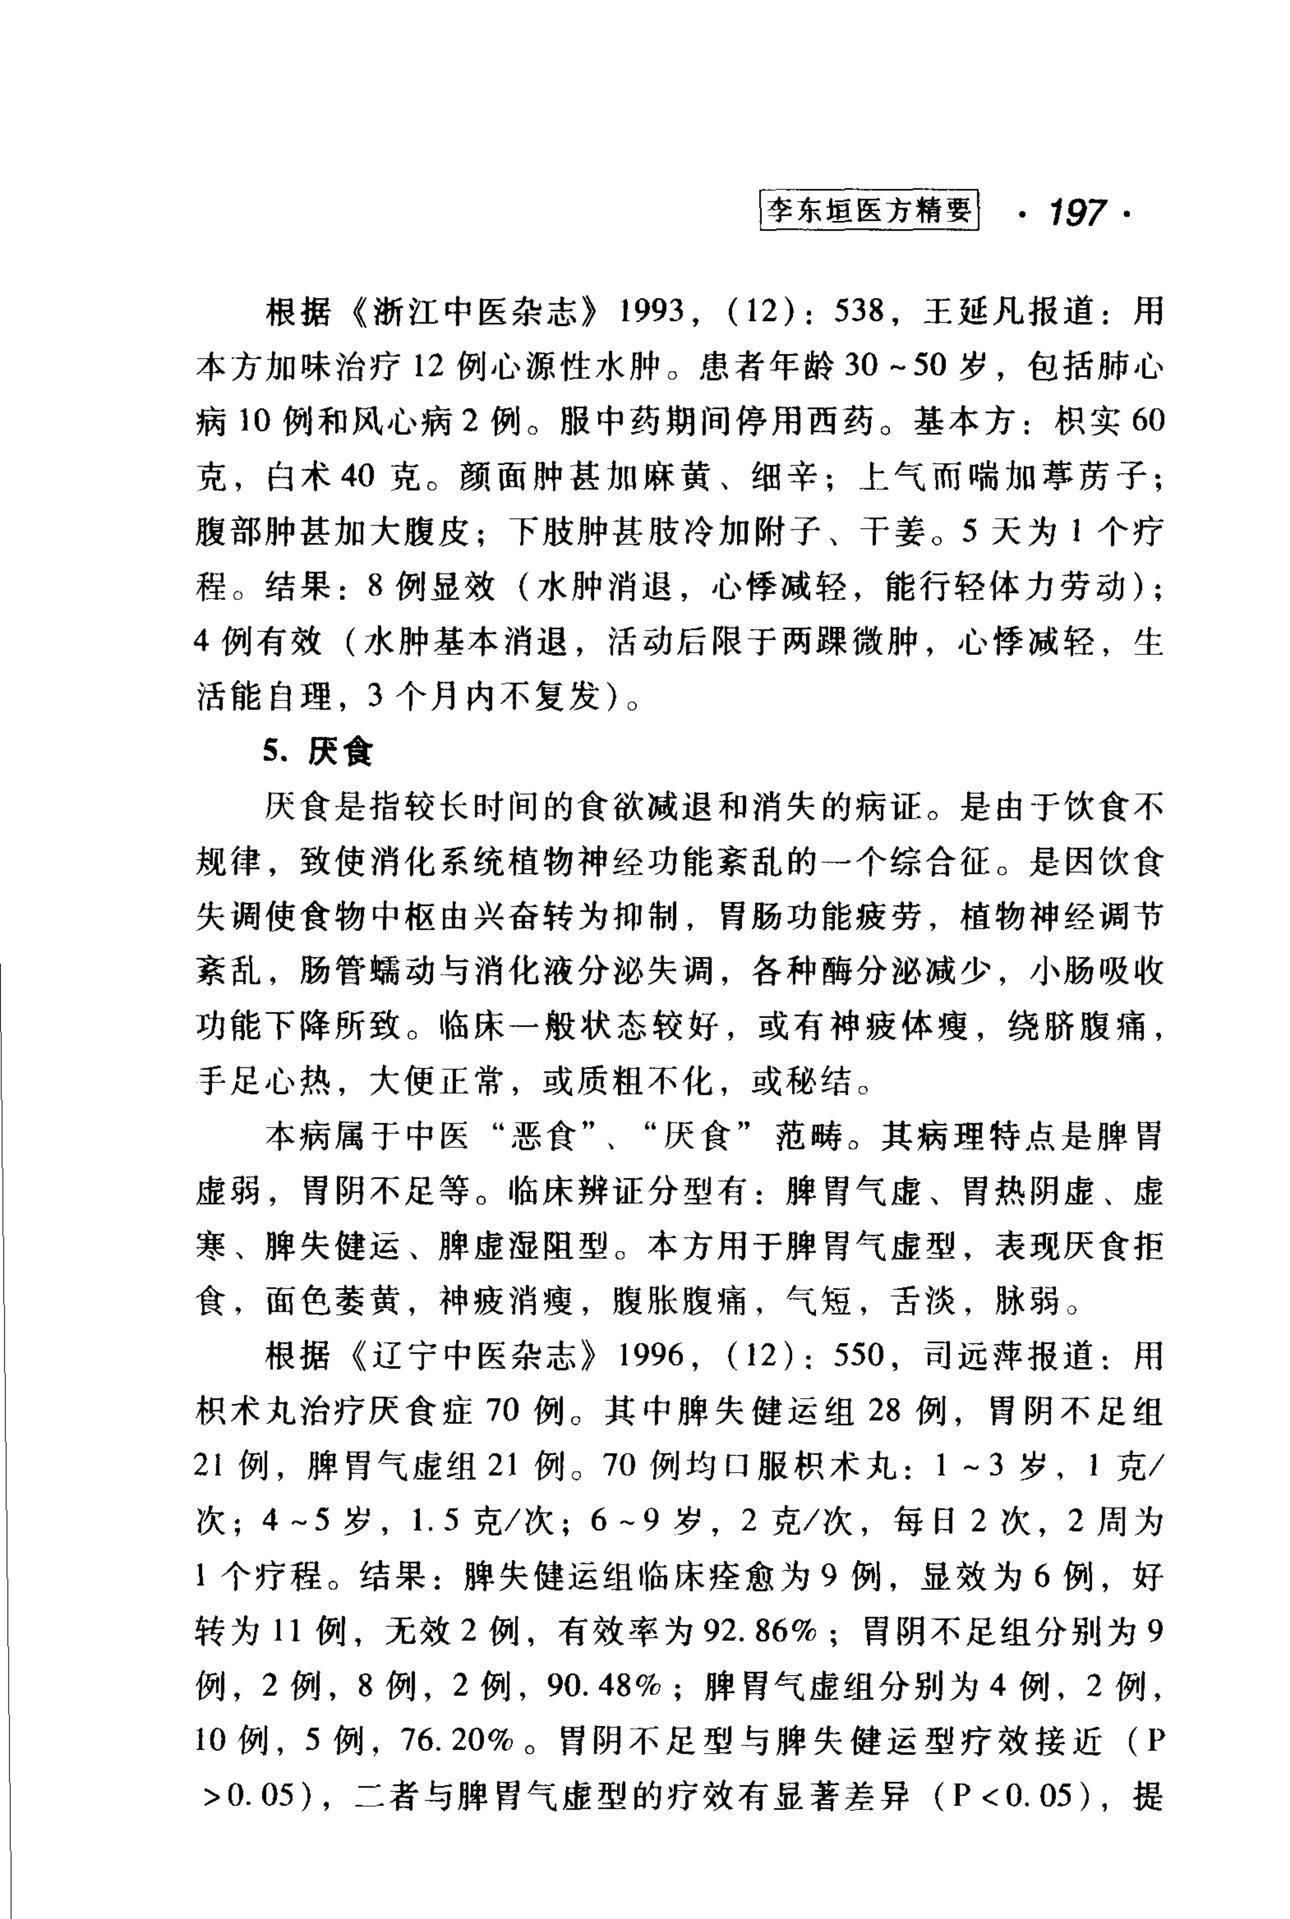 李东垣医方精要 · 197 ·
根据《浙江中医杂志》1993，(12)：538，王延凡报道：用
本方加味治疗 12 例心源性水肿。患者年龄 30～50 岁，包括肺心
病 10 例和风心病 2 例。服中药期间停用西药。基本方：枳实 60
克，白术 40 克。颜面肿甚加麻黄、细辛；上气而喘加葶苈子；
腹部肿甚加大腹皮；下肢肿甚肢冷加附子、干姜。5 天为 1 个疗
程。结果：8 例显效（水肿消退，心悸减轻，能行轻体力劳动）；
4 例有效（水肿基本消退，活动后限于两踝微肿，心悸减轻，生
活能自理，3 个月内不复发）。
5. 厌食
厌食是指较长时间的食欲减退和消失的病证。是由于饮食不
规律，致使消化系统植物神经功能紊乱的一个综合征。是因饮食
失调使食物中枢由兴奋转为抑制，胃肠功能疲劳，植物神经调节
紊乱，肠管蠕动与消化液分泌失调，各种酶分泌减少，小肠吸收
功能下降所致。临床一般状态较好，或有神疲体瘦，绕脐腹痛，
手足心热，大便正常，或质粗不化，或秘结。
本病属于中医“恶食”、“厌食”范畴。其病理特点是脾胃
虚弱，胃阴不足等。临床辨证分型有：脾胃气虚、胃热阴虚、虚
寒、脾失健运、脾虚湿阻型。本方用于脾胃气虚型，表现厌食拒
食，面色萎黄，神疲消瘦，腹胀腹痛，气短，舌淡，脉弱。
根据《辽宁中医杂志》1996，(12)：550，司远萍报道：用
枳术丸治疗厌食症 70 例。其中脾失健运组 28 例，胃阴不足组
21 例，脾胃气虚组 21 例。70 例均口服枳术丸：1～3 岁，1 克/
次；4～5 岁，1.5 克/次；6～9 岁，2 克/次，每日 2 次，2 周为
1 个疗程。结果：脾失健运组临床痊愈为 9 例，显效为 6 例，好
转为 11 例，无效 2 例，有效率为 92.86%；胃阴不足组分别为 9
例，2 例，8 例，2 例，90.48%；脾胃气虚组分别为 4 例，2 例，
10 例，5 例，76.20%。胃阴不足型与脾失健运型疗效接近（P
>0.05），二者与脾胃气虚型的疗效有显著差异（P<0.05），提